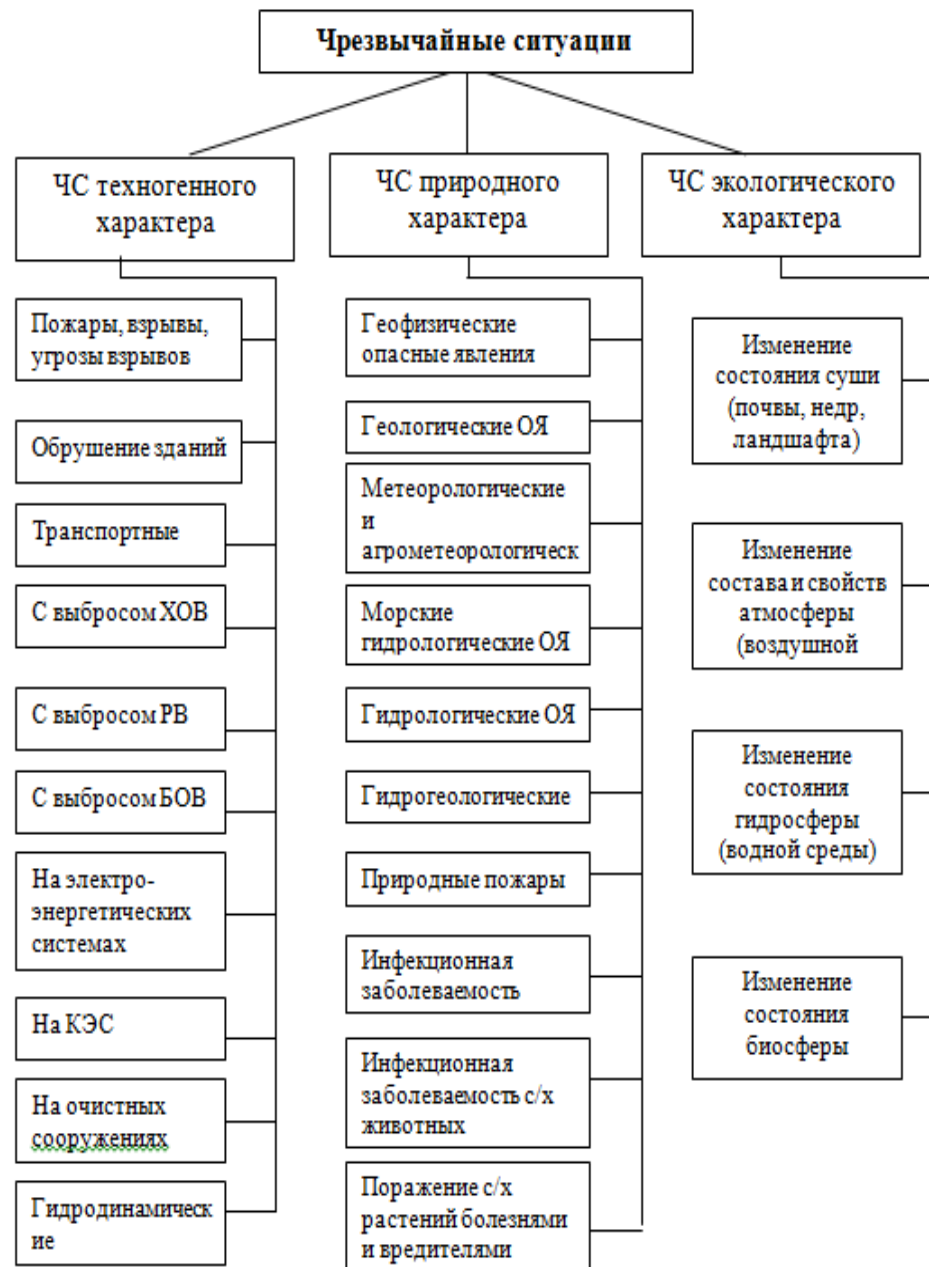 Чрезвычайные ситуации
ЧС техногенного
характера
Пожары, взрывы,
угрозы взрывов
Обрушение зданий
Транспортные
С выбросом ХОВ
С выбросом РВ
С выбросом БОВ
На электро-
энергетических
системах
На КЭС
На очистных
сооружениях
Гидродинамическ
ие
ЧС природного
характера
Геофизические
опасные явления
Геологические ОЯ
Метеорологические
и
агрометеорологическ
Морские
гидрологические ОЯ
Гидрологические ОЯ
Гидрогеологические
Природные пожары
Инфекционная
заболеваемость
Инфекционная
заболеваемость с/х
животных
Поражение с/х
растений болезнями
и вредителями
ЧС экологического
характера
Изменение
состояния суши
(почвы, недр,
ландшафта)
Изменение
состава и свойств
атмосферы
(воздушной
Изменение
состояния
гидросферы
(водной среды)
Изменение
состояния
биосферы